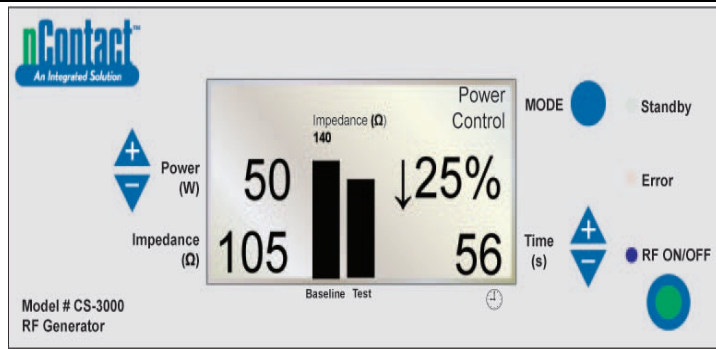 nContact™
An Integrated Solution
Power
Control
Impedance (Ω)
140
MODE
Standby
+
Power
(W)
50
↓25%
Error
−
Impedance
(Ω)
105
56
Time
(s)
+
−
RF ON/OFF
Baseline Test
Model # CS-3000
RF Generator